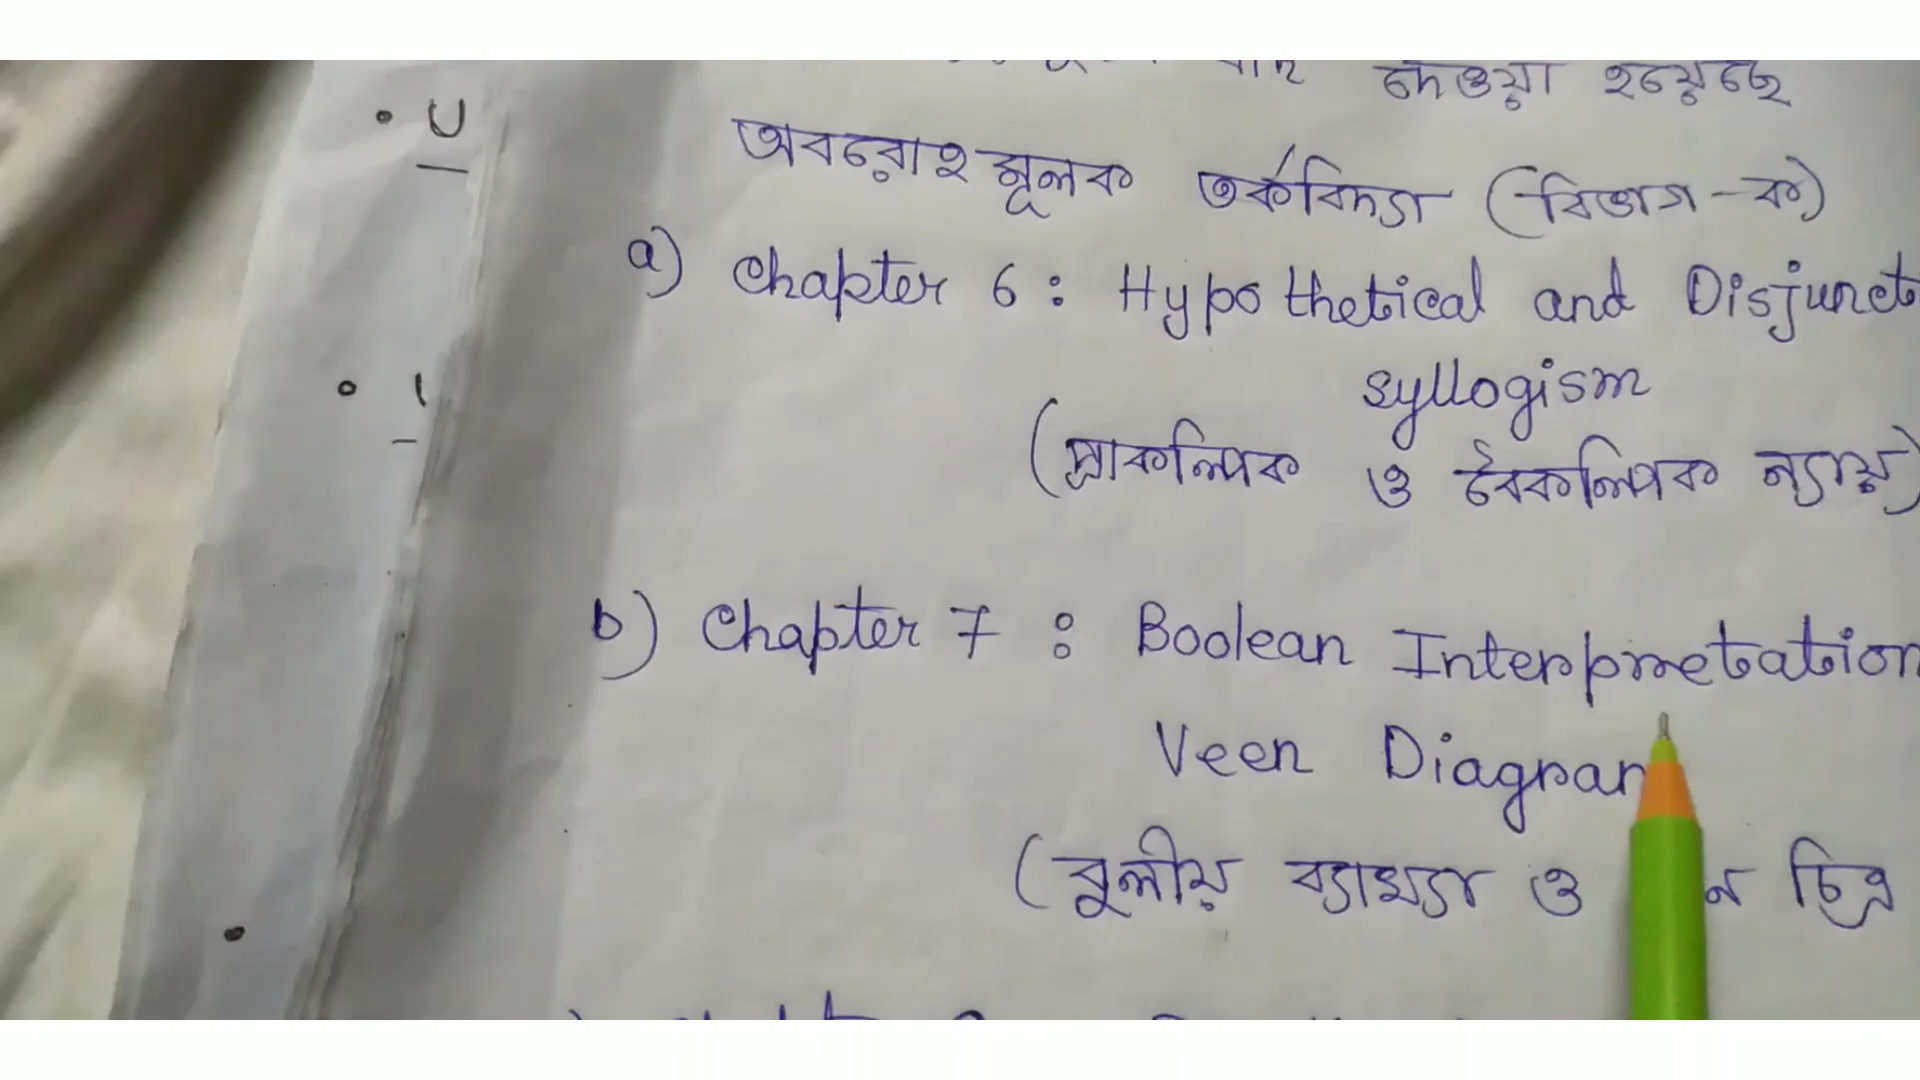 দেওয়া হয়েছে
অবরোহমূলক তর্কবিদ্যা (বিভাগ-ক)
a) Chapter 6 : Hypothetical and Disjunct
syllogism
(প্রাকল্পিক ও বৈকল্পিক ন্যায়)
b) Chapter 7 : Boolean Interpretation
Veen Diagram
(বুলীয় ব্যাখ্যা ও ন চিত্র